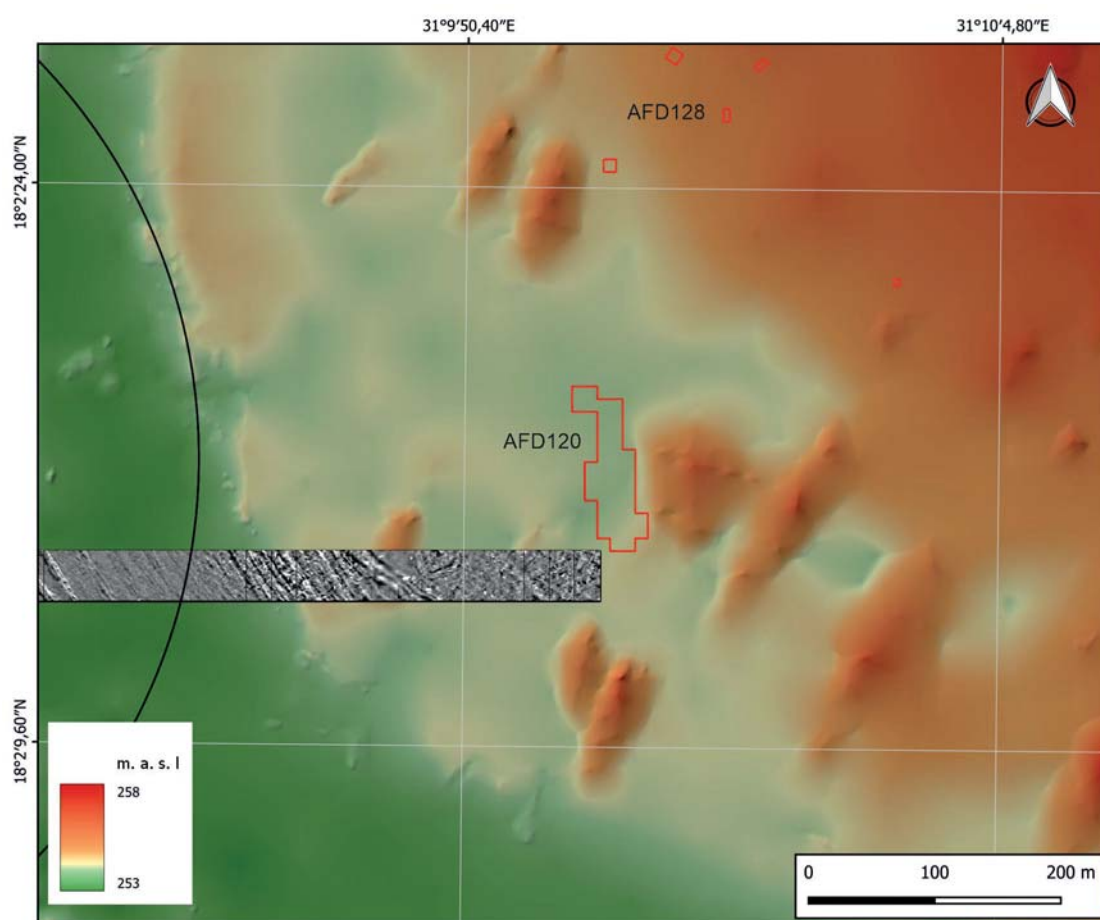 31°9′50,40″E
31°10′4,80″E
18°2′24,00″N
AFD128
AFD120
18°2′9,60″N
m. a. s. l
258
253
0 100 200 m